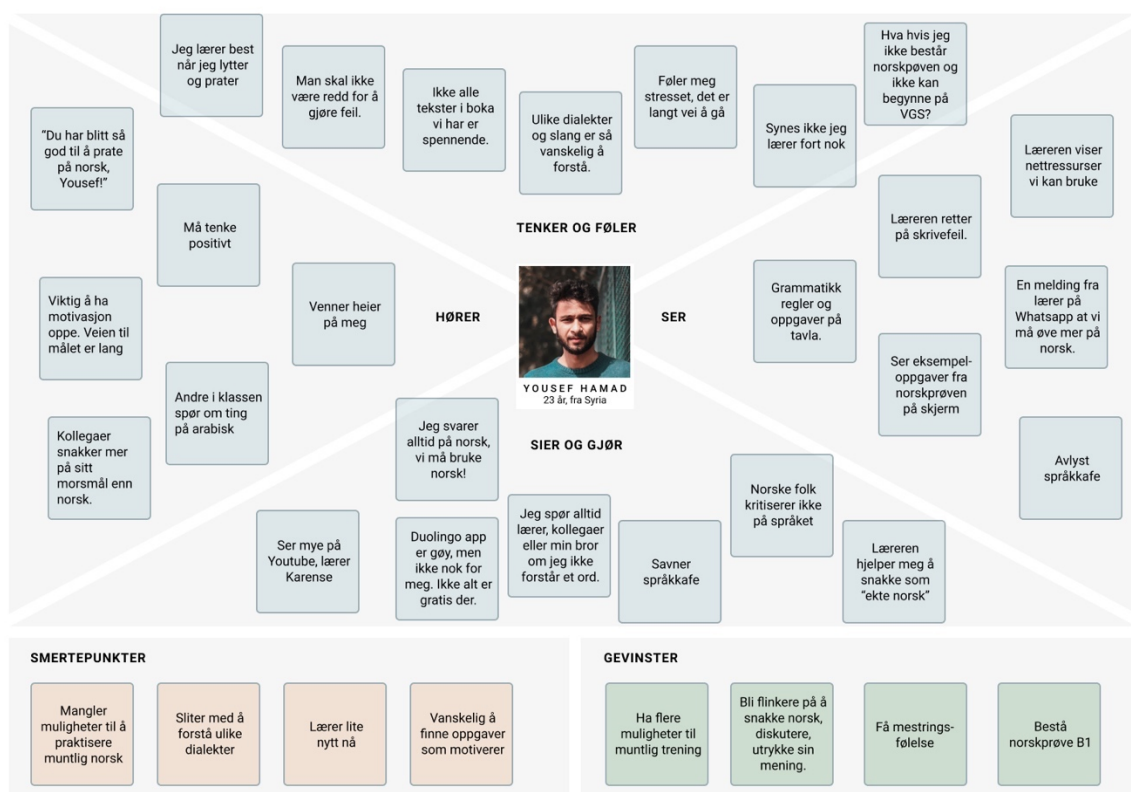 Jeg lærer best
når jeg lytter
og prater
Man skal ikke
være redd for å
gjøre feil.
Ikke alle
tekster i boka
vi har er
spennende.
Ulike dialekter
og slang er så
vanskelig å
forstå.
Føler meg
stresset, det er
langt vei å gå
Synes ikke jeg
lærer fort nok
Hva hvis jeg
ikke består
norskpøven og
ikke kan
begynne på
VGS?
TENKER OG FØLER
"Du har blitt så
god til å prate
på norsk,
Yousef!"
Må tenke
positivt
Viktig å ha
motivasjon
oppe. Veien til
målet er lang
Venner heier
på meg
Andre i klassen
spør om ting
på arabisk
Kollegaer
snakker mer
på sitt
morsmål enn
norsk.
HØRER
YOUSEF HAMAD
23 år, fra Syria
SER
Læreren viser
nettressurser
vi kan bruke
Læreren retter
på skrivefeil.
Grammatikk
regler og
oppgaver på
tavla.
En melding fra
lærer på
Whatsapp at vi
må øve mer på
norsk.
Ser eksempel-
oppgaver fra
norskprøven
på skjerm
Avlyst
språkkafe
SIER OG GJØR
Jeg svarer
alltid på norsk,
vi må bruke
norsk!
Ser mye på
Youtube, lærer
Karense
Duolingo app
er gøy, men
ikke nok for
meg. Ikke alt er
gratis der.
Jeg spør alltid
lærer, kollegaer
eller min bror
om jeg ikke
forstår et ord.
Savner
språkkafe
Norske folk
kritiserer ikke
på språket
Læreren
hjelper meg å
snakke som
"ekte norsk"
SMERTEPUNKTER
Mangler
muligheter til å
praktisere
muntlig norsk
Sliter med å
forstå ulike
dialekter
Lærer lite
nytt nå
Vanskelig å
finne oppgaver
som motiverer
GEVINSTER
Ha flere
muligheter til
muntlig trening
Bli flinkere på å
snakke norsk,
diskutere,
utrykke sin
mening.
Få mestrings-
følelse
Bestå
norskprøve B1